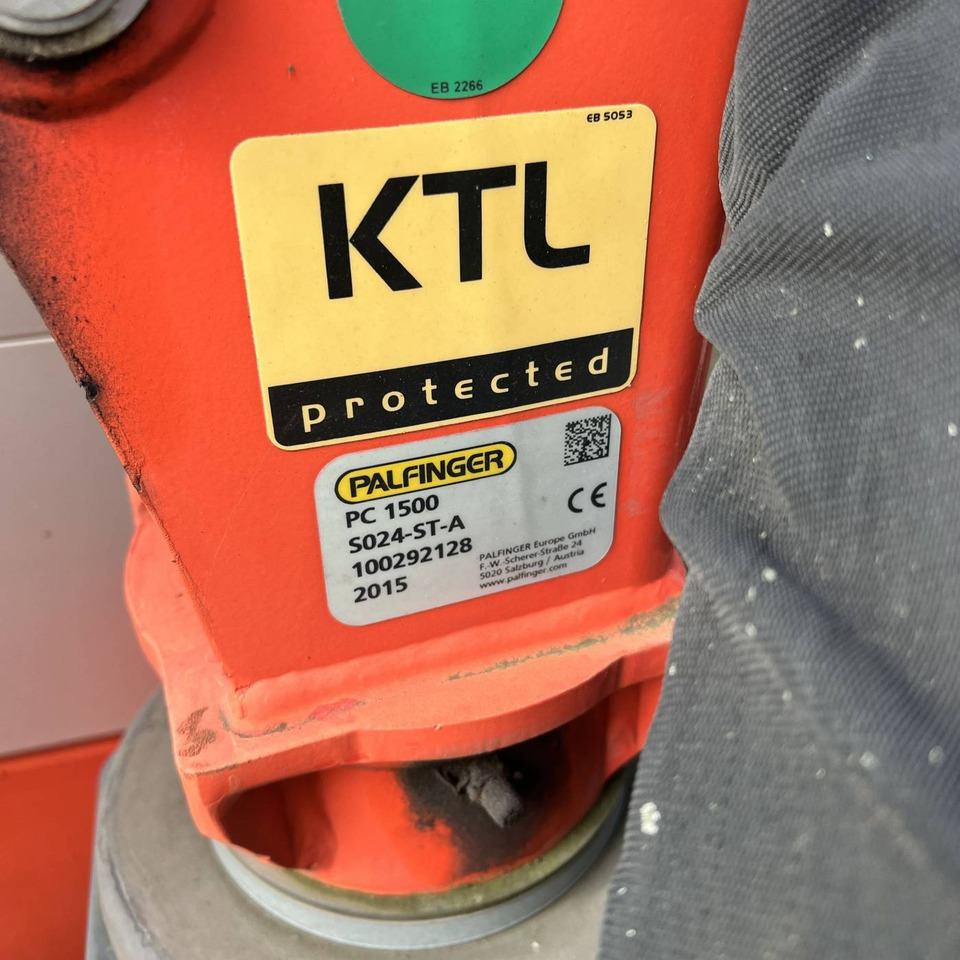 EB 2266
EB 5053
KTL
protected
PALFINGER
PC 1500
S024-ST-A
100292128
2015
CE
PALFINGER Europe GmbH
F.-W.-Scherer-Straße 24
5020 Salzburg / Austria
www.palfinger.com